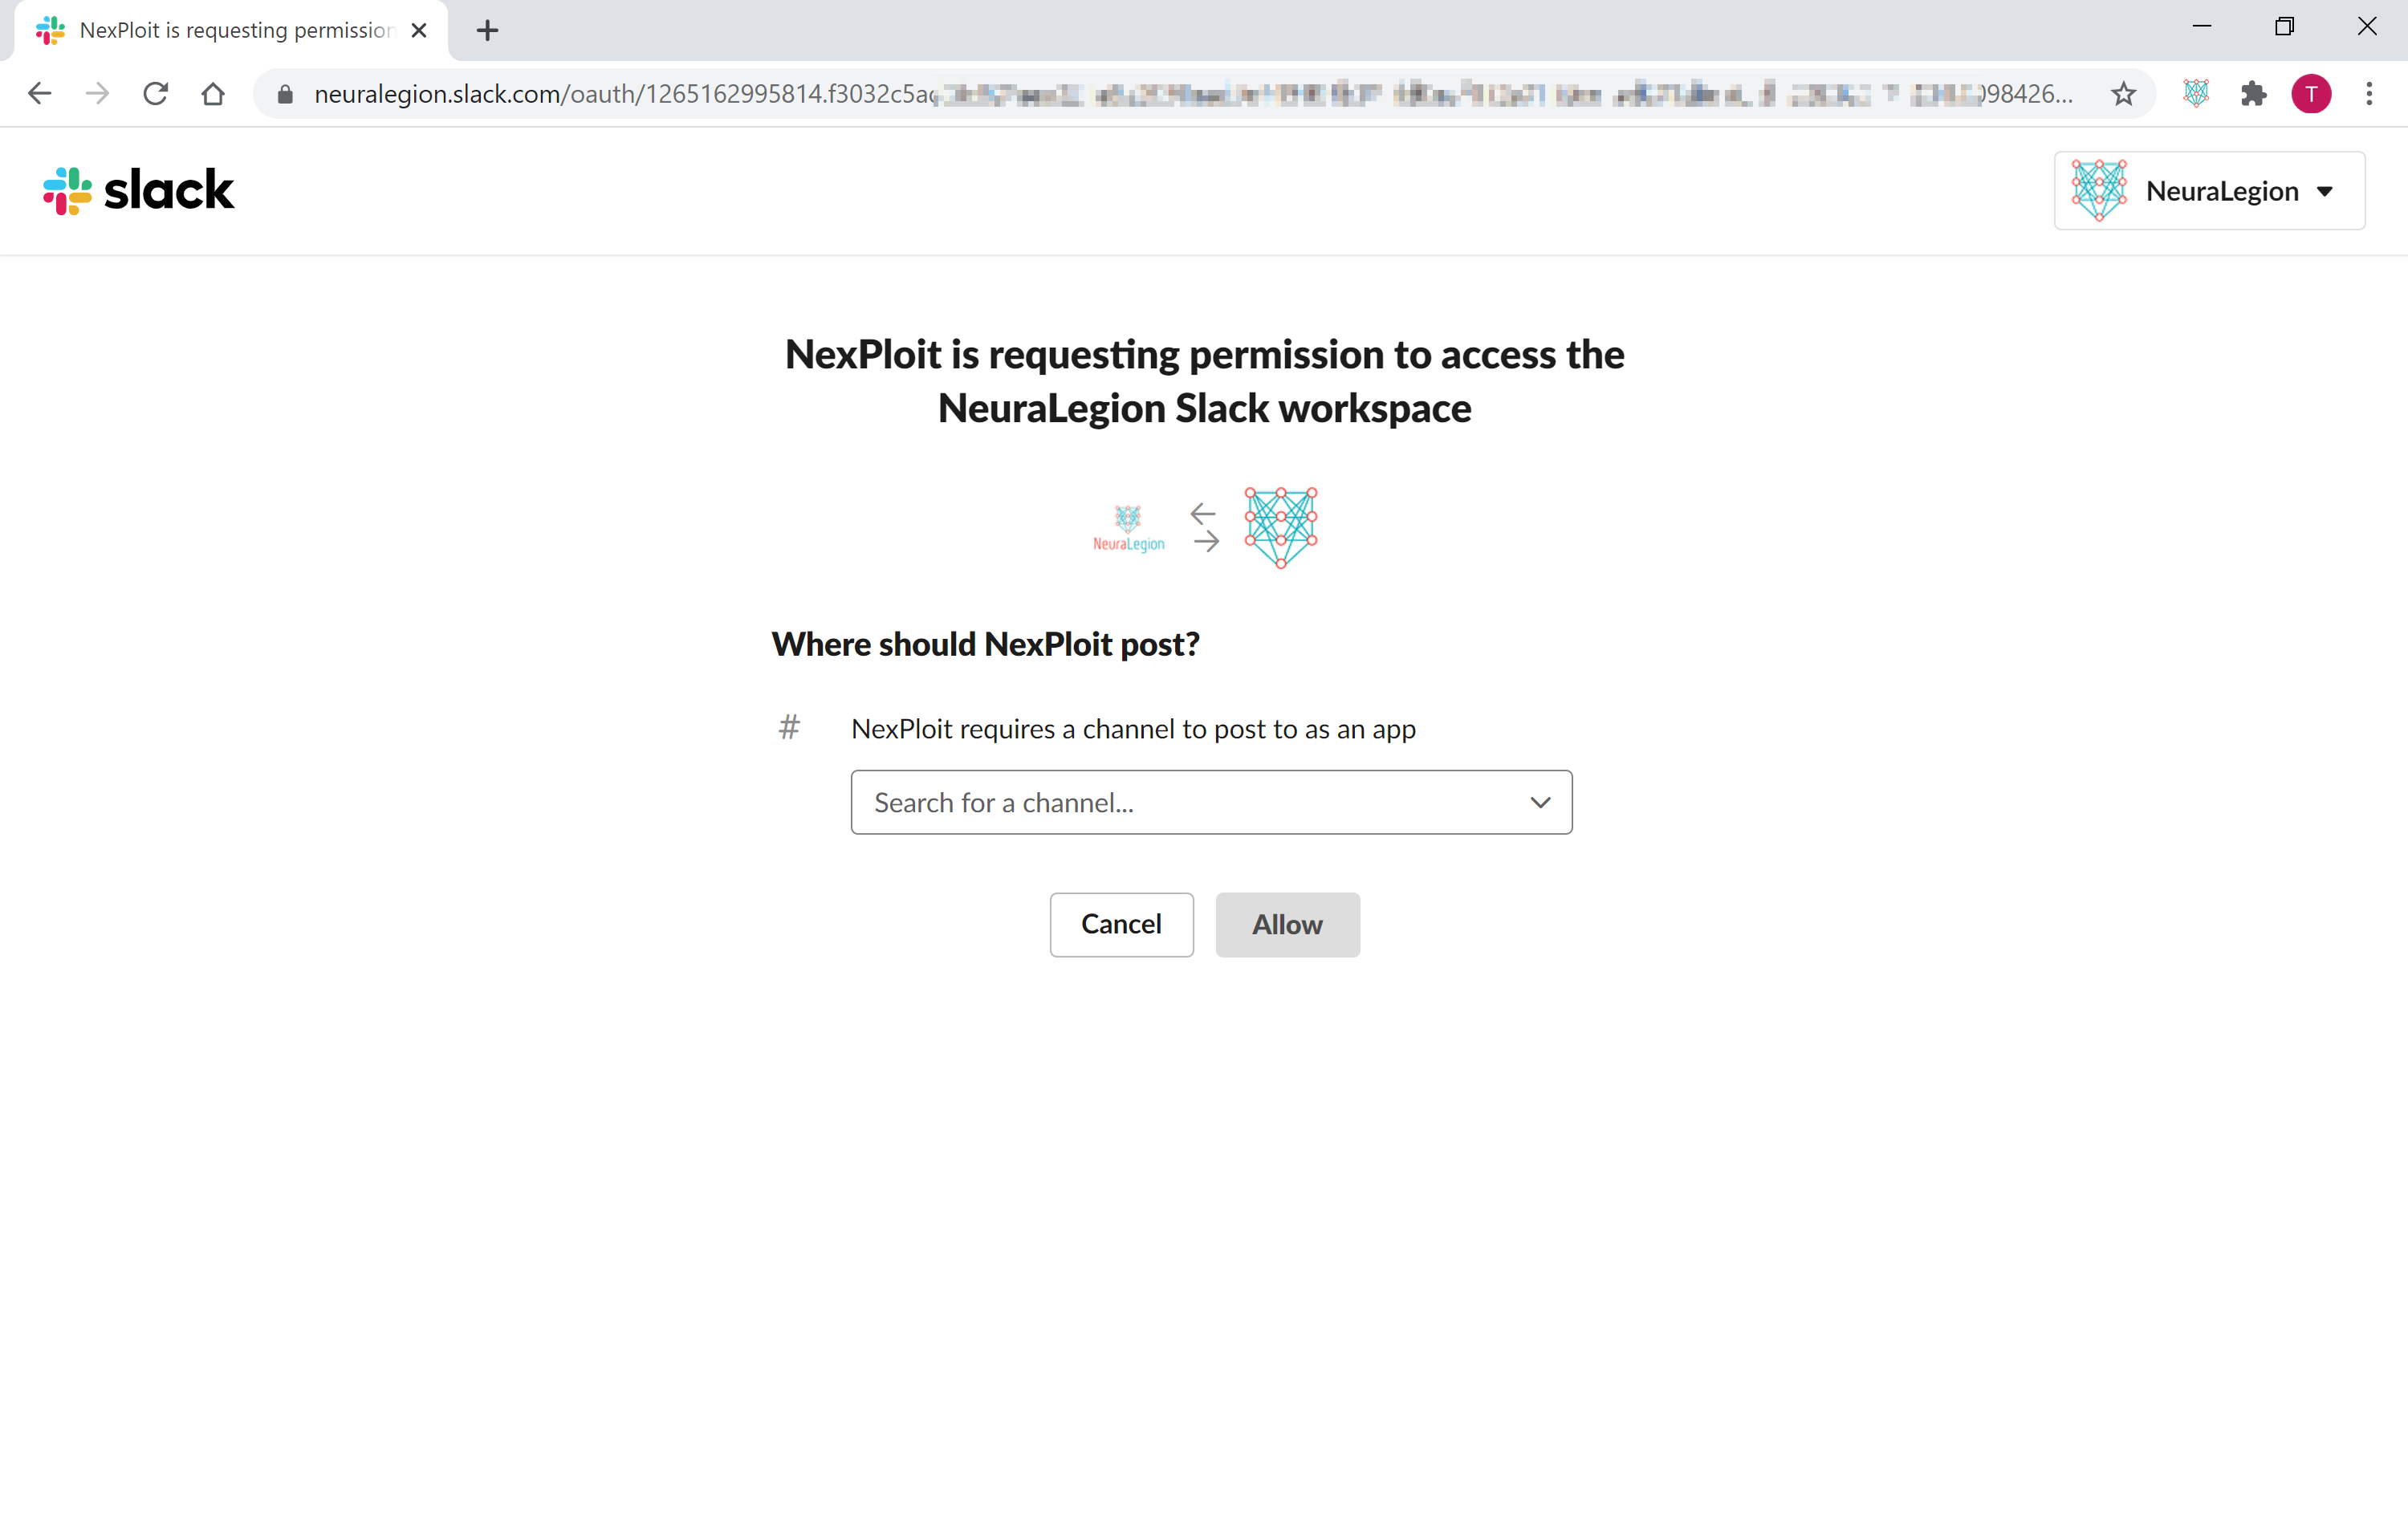 NexPloit is requesting permission
neuralegion.slack.com/oauth/1265162995814.f3032c5a 098426...
slack
NeuraLegion
NexPloit is requesting permission to access the
NeuraLegion Slack workspace
NeuraLegion
Where should NexPloit post?
# NexPloit requires a channel to post to as an app
Search for a channel...
Cancel Allow
T